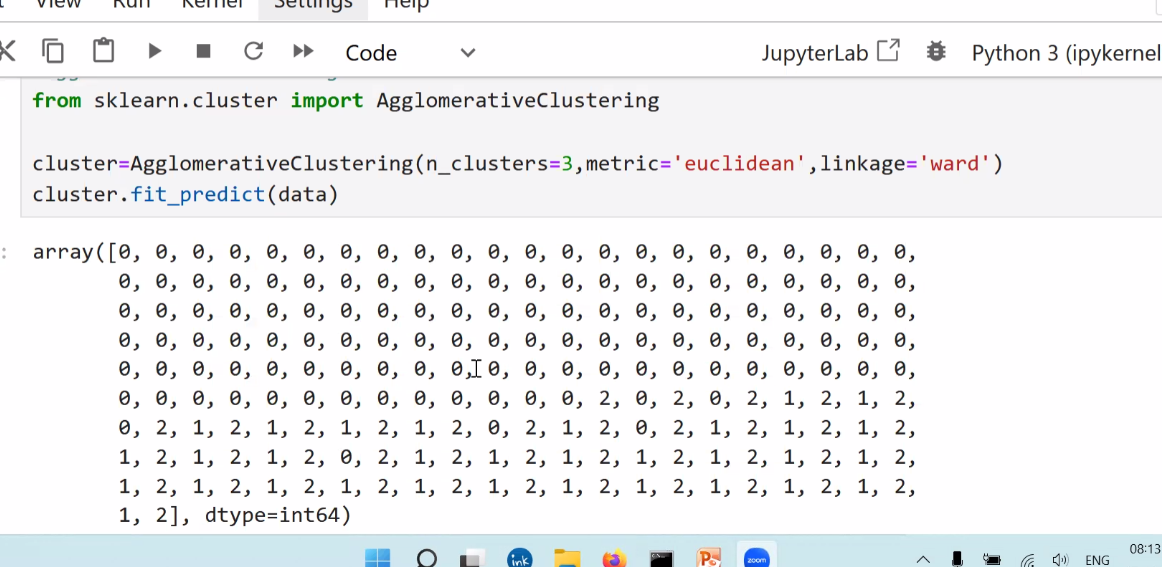 View Run Kernel Settings Help
Code JupyterLab Python 3 (ipykernel
from sklearn.cluster import AgglomerativeClustering
cluster=AgglomerativeClustering(n_clusters=3,metric='euclidean',linkage='ward')
cluster.fit_predict(data)
: array([0, 0, 0, 0, 0, 0, 0, 0, 0, 0, 0, 0, 0, 0, 0, 0, 0, 0, 0, 0, 0, 0,
0, 0, 0, 0, 0, 0, 0, 0, 0, 0, 0, 0, 0, 0, 0, 0, 0, 0, 0, 0, 0, 0,
0, 0, 0, 0, 0, 0, 0, 0, 0, 0, 0, 0, 0, 0, 0, 0, 0, 0, 0, 0, 0, 0,
0, 0, 0, 0, 0, 0, 0, 0, 0, 0, 0, 0, 0, 0, 0, 0, 0, 0, 0, 0, 0, 0,
0, 0, 0, 0, 0, 0, 0, 0, 0, 0, 0, 0, 0, 0, 0, 0, 0, 0, 0, 0, 0, 0,
0, 0, 0, 0, 0, 0, 0, 0, 0, 0, 0, 0, 0, 2, 0, 2, 0, 2, 1, 2, 1, 2,
0, 2, 1, 2, 1, 2, 1, 2, 1, 2, 0, 2, 1, 2, 0, 2, 1, 2, 1, 2, 1, 2,
1, 2, 1, 2, 1, 2, 0, 2, 1, 2, 1, 2, 1, 2, 1, 2, 1, 2, 1, 2, 1, 2,
1, 2, 1, 2, 1, 2, 1, 2, 1, 2, 1, 2, 1, 2, 1, 2, 1, 2, 1, 2, 1, 2,
1, 2], dtype=int64)
ink zoom ENG 08:13